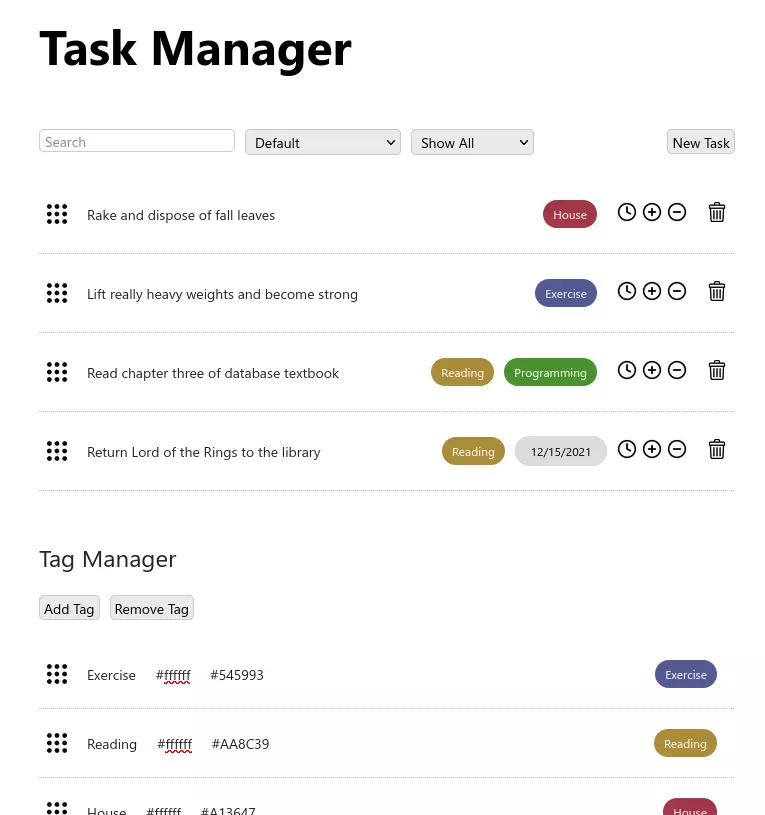 Task Manager
Search Default Show All New Task
Rake and dispose of fall leaves House
Lift really heavy weights and become strong Exercise
Read chapter three of database textbook Reading Programming
Return Lord of the Rings to the library Reading 12/15/2021
Tag Manager
Add Tag Remove Tag
Exercise #ffffff #545993 Exercise
Reading #ffffff #AA8C39 Reading
House #ffffff #A13647 House